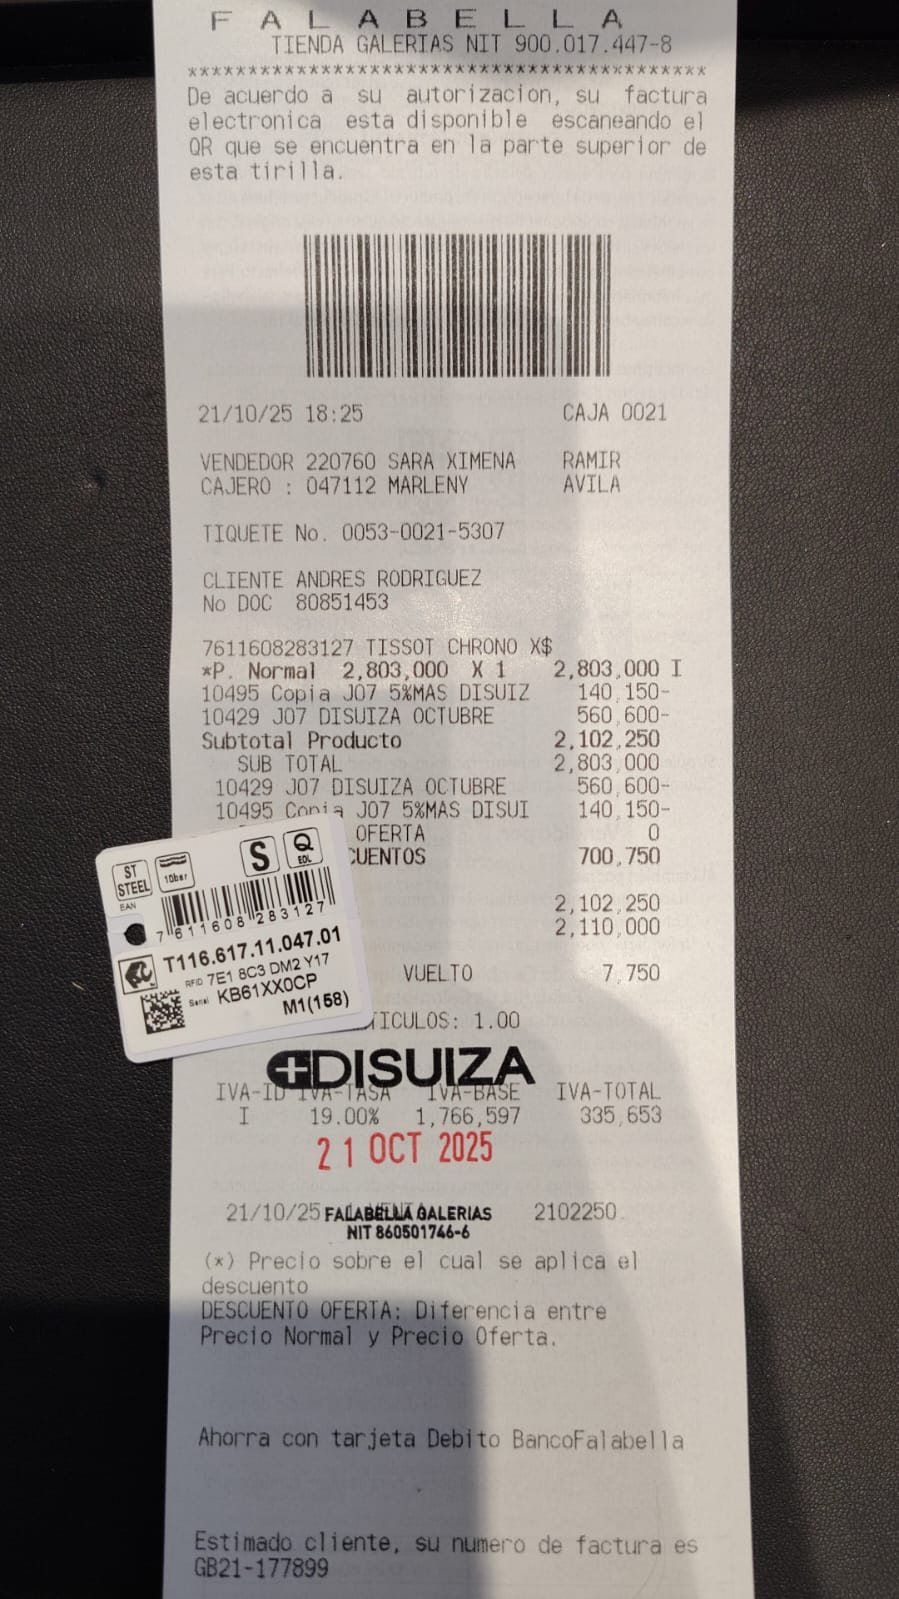 F A L A B E L L A
TIENDA GALERIAS NIT 900.017.447-8
*******************************************
De acuerdo a su autorizacion, su factura
electronica esta disponible escaneando el
QR que se encuentra en la parte superior de
esta tirilla.
21/10/25 18:25 CAJA 0021
VENDEDOR 220760 SARA XIMENA RAMIR
CAJERO : 047112 MARLENY AVILA
TIQUETE No. 0053-0021-5307
CLIENTE ANDRES RODRIGUEZ
No DOC 80851453
7611608283127 TISSOT CHRONO X$
*P. Normal 2,803,000 X 1 2,803,000 I
10495 Copia J07 5%MAS DISUIZ 140,150-
10429 J07 DISUIZA OCTUBRE 560,600-
Subtotal Producto 2,102,250
SUB TOTAL 2,803,000
10429 J07 DISUIZA OCTUBRE 560,600-
10495 Copia J07 5%MAS DISUI 140,150-
OFERTA 0
CUENTOS 700,750
2,102,250
2,110,000
VUELTO 7,750
TICULOS: 1.00
ST STEEL
10bar
S
Q
EDL
EAN
7 611608 283127
T116.617.11.047.01
RFID 7E1 8C3 DM2 Y17
Serial KB61XX0CP
M1(158)
DISUIZA
IVA-ID IVA-TASA IVA-BASE IVA-TOTAL
I 19.00% 1,766,597 335,653
21 OCT 2025
21/10/25 2102250
FALABELLA GALERIAS
NIT 860501746-6
(*) Precio sobre el cual se aplica el
descuento
DESCUENTO OFERTA: Diferencia entre
Precio Normal y Precio Oferta.
Ahorra con tarjeta Debito BancoFalabella
Estimado cliente, su numero de factura es
GB21-177899